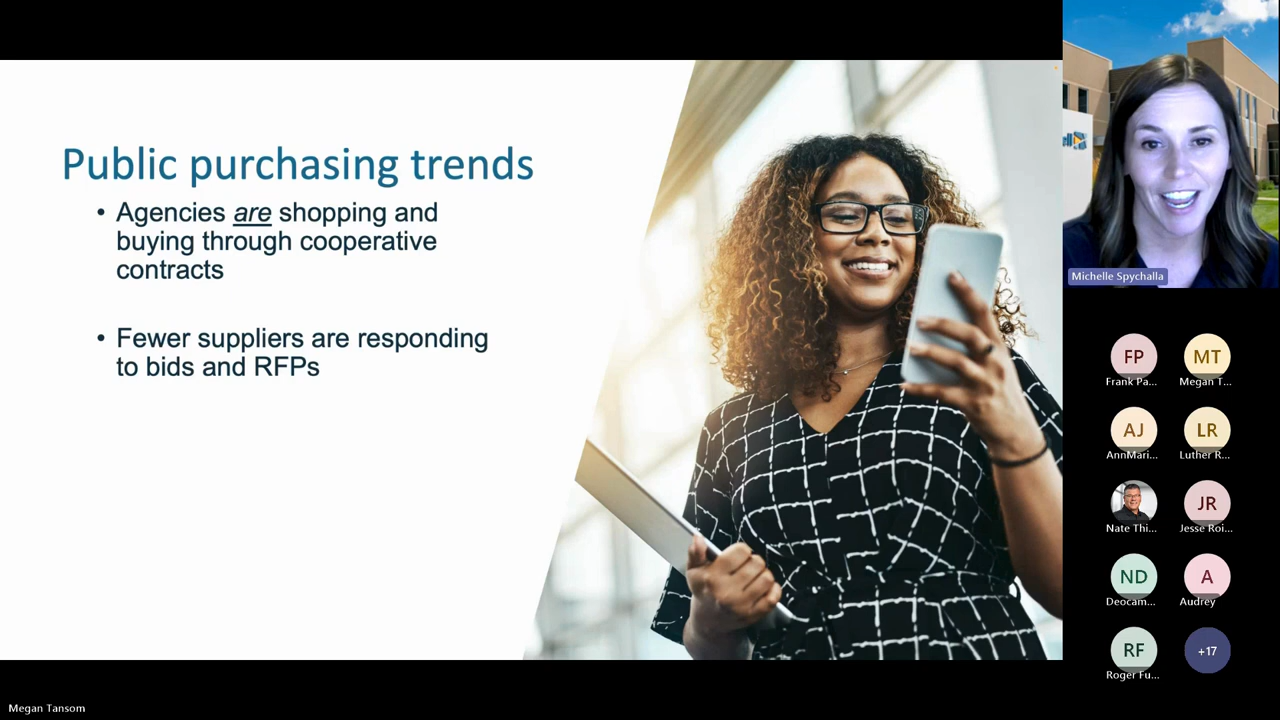 Public purchasing trends
• Agencies are shopping and
buying through cooperative
contracts
• Fewer suppliers are responding
to bids and RFPs
Michelle Spychalla
FP
MT
Frank Pa...
Megan T...
AJ
LR
AnnMari...
Luther R...
JR
Nate Thi...
Jesse Roi...
ND
A
Deocam...
Audrey
RF
+17
Roger Fu...
Megan Tansom